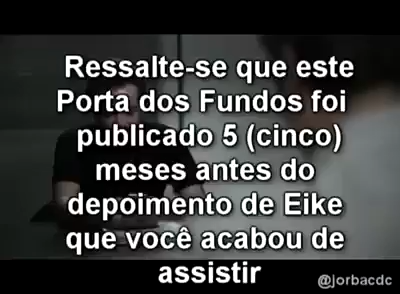 Ressalte-se que este
Porta dos Fundos foi
publicado 5 (cinco)
meses antes do
depoimento de Eike
que você acabou de
assistir
@jorbacdc